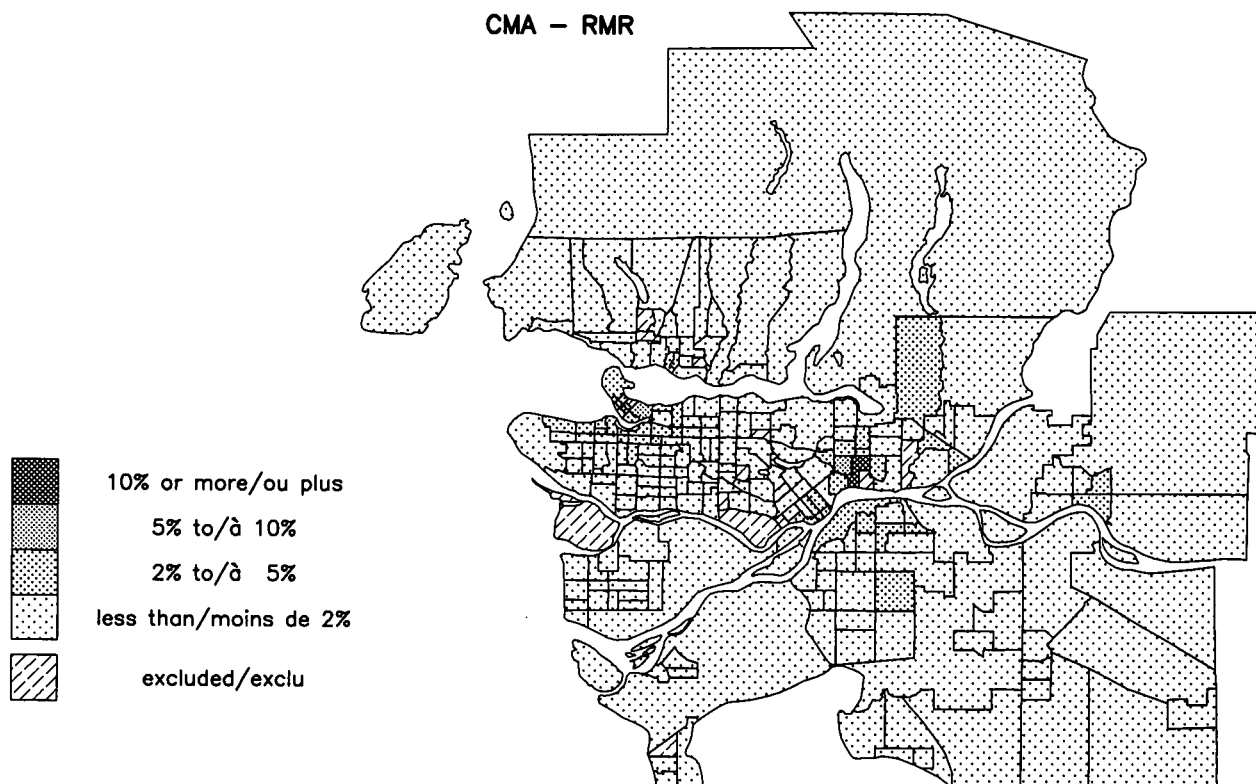 CMA – RMR
10% or more/ou plus
5% to/à 10%
2% to/à 5%
less than/moins de 2%
excluded/exclu